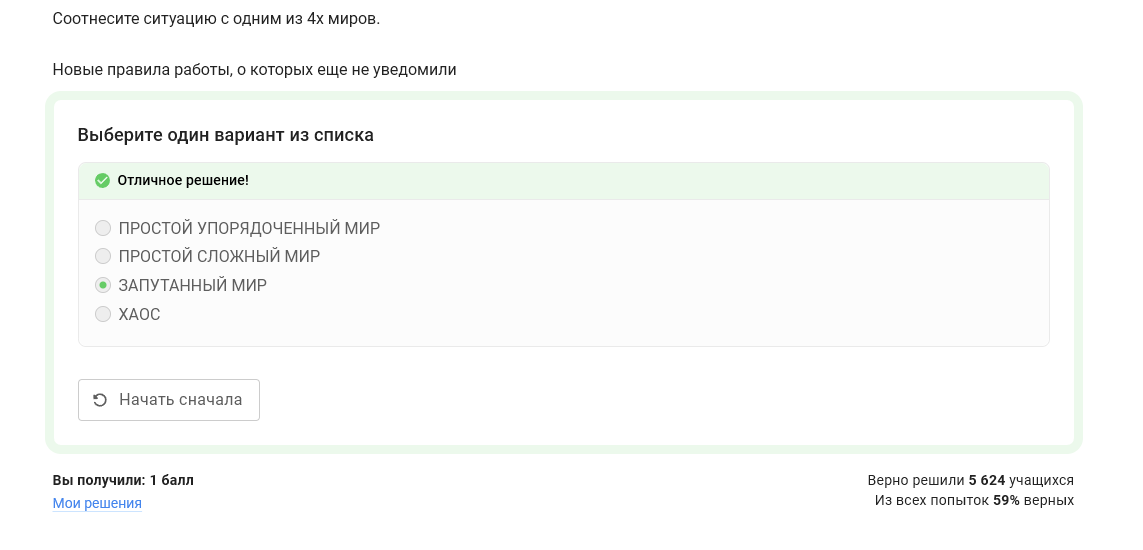 Соотнесите ситуацию с одним из 4х миров.
Новые правила работы, о которых еще не уведомили
Выберите один вариант из списка
Отличное решение!
ПРОСТОЙ УПОРЯДОЧЕННЫЙ МИР
ПРОСТОЙ СЛОЖНЫЙ МИР
ЗАПУТАННЫЙ МИР
ХАОС
Начать сначала
Вы получили: 1 балл
Мои решения
Верно решили 5 624 учащихся
Из всех попыток 59% верных